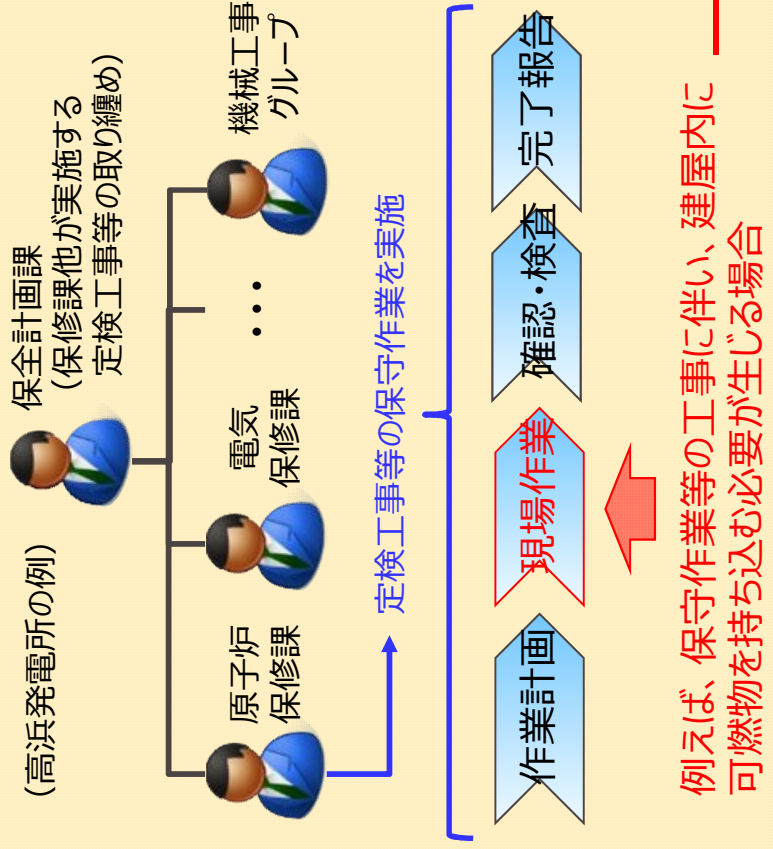 (高浜発電所の例)
保全計画課
(保修課他が実施する
定検工事等の取り纏め)
原子炉
保修課
電気
保修課
・・・
機械工事
グループ
定検工事等の保守作業を実施
作業計画
現場作業
確認・検査
完了報告
例えば、保守作業等の工事に伴い、建屋内に
可燃物を持ち込む必要が生じる場合